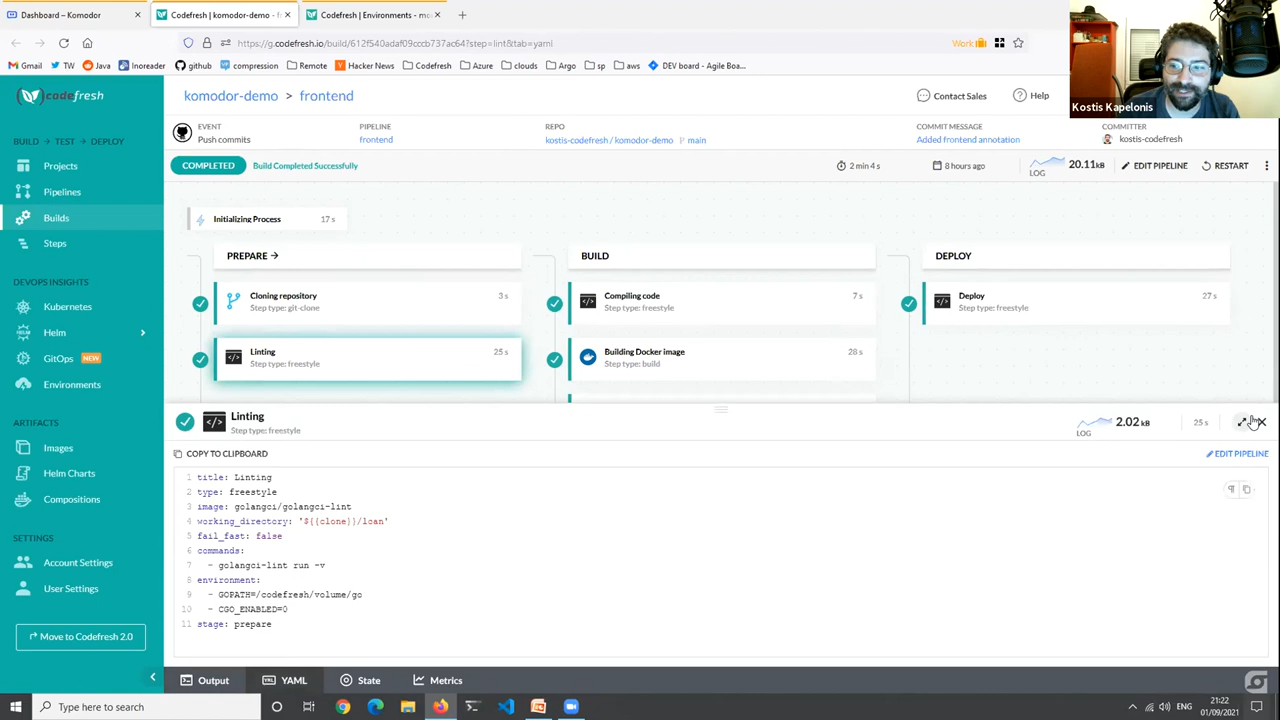 Dashboard – Komodor
Codefresh | komodor-demo - f
Codefresh | Environments - mo
https://g.codefresh.io/build/612f549bdaf08eccb737ac64?step=lint&tab=yaml
Work
Gmail
TW
Java
Inoreader
github
compression
Remote
Hacker News
Codefresh
Azure
clouds
Argo
sp
aws
DEV board - Agile Boa...
Kostis Kapelonis
codefresh
komodor-demo > frontend
Contact Sales
Help
EVENT
Push commits
PIPELINE
frontend
REPO
kostis-codefresh / komodor-demo
main
COMMIT MESSAGE
Added frontend annotation
COMMITTER
kostis-codefresh
COMPLETED
Build Completed Successfully
2 min 4 s
8 hours ago
LOG
20.11kB
EDIT PIPELINE
RESTART
BUILD → TEST → DEPLOY
Projects
Pipelines
Builds
Steps
DEVOPS INSIGHTS
Kubernetes
Helm
GitOps NEW
Environments
ARTIFACTS
Images
Helm Charts
Compositions
SETTINGS
Account Settings
User Settings
Move to Codefresh 2.0
Initializing Process
17 s
PREPARE →
Cloning repository
Step type: git-clone
3 s
Linting
Step type: freestyle
25 s
BUILD
Compiling code
Step type: freestyle
7 s
Building Docker image
Step type: build
28 s
DEPLOY
Deploy
Step type: freestyle
27 s
Linting
Step type: freestyle
LOG
2.02 kB
25 s
COPY TO CLIPBOARD
EDIT PIPELINE
1 title: Linting
2 type: freestyle
3 image: golangci/golangci-lint
4 working_directory: '${{clone}}/loan'
5 fail_fast: false
6 commands:
7 - golangci-lint run -v
8 environment:
9 - GOPATH=/codefresh/volume/go
10 - CGO_ENABLED=0
11 stage: prepare
Output
YAML
State
Metrics
Type here to search
ENG
21:22
01/09/2021